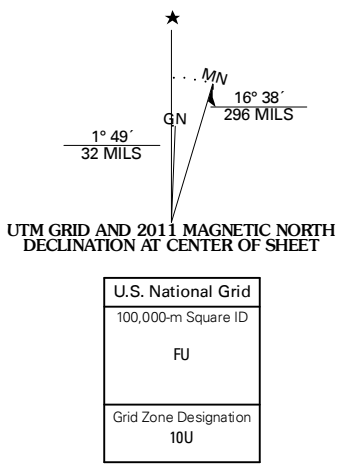 ★
MN
GN
16° 38´
296 MILS
1° 49´
32 MILS
UTM GRID AND 2011 MAGNETIC NORTH
DECLINATION AT CENTER OF SHEET
U.S. National Grid
100,000-m Square ID
FU
Grid Zone Designation
10U